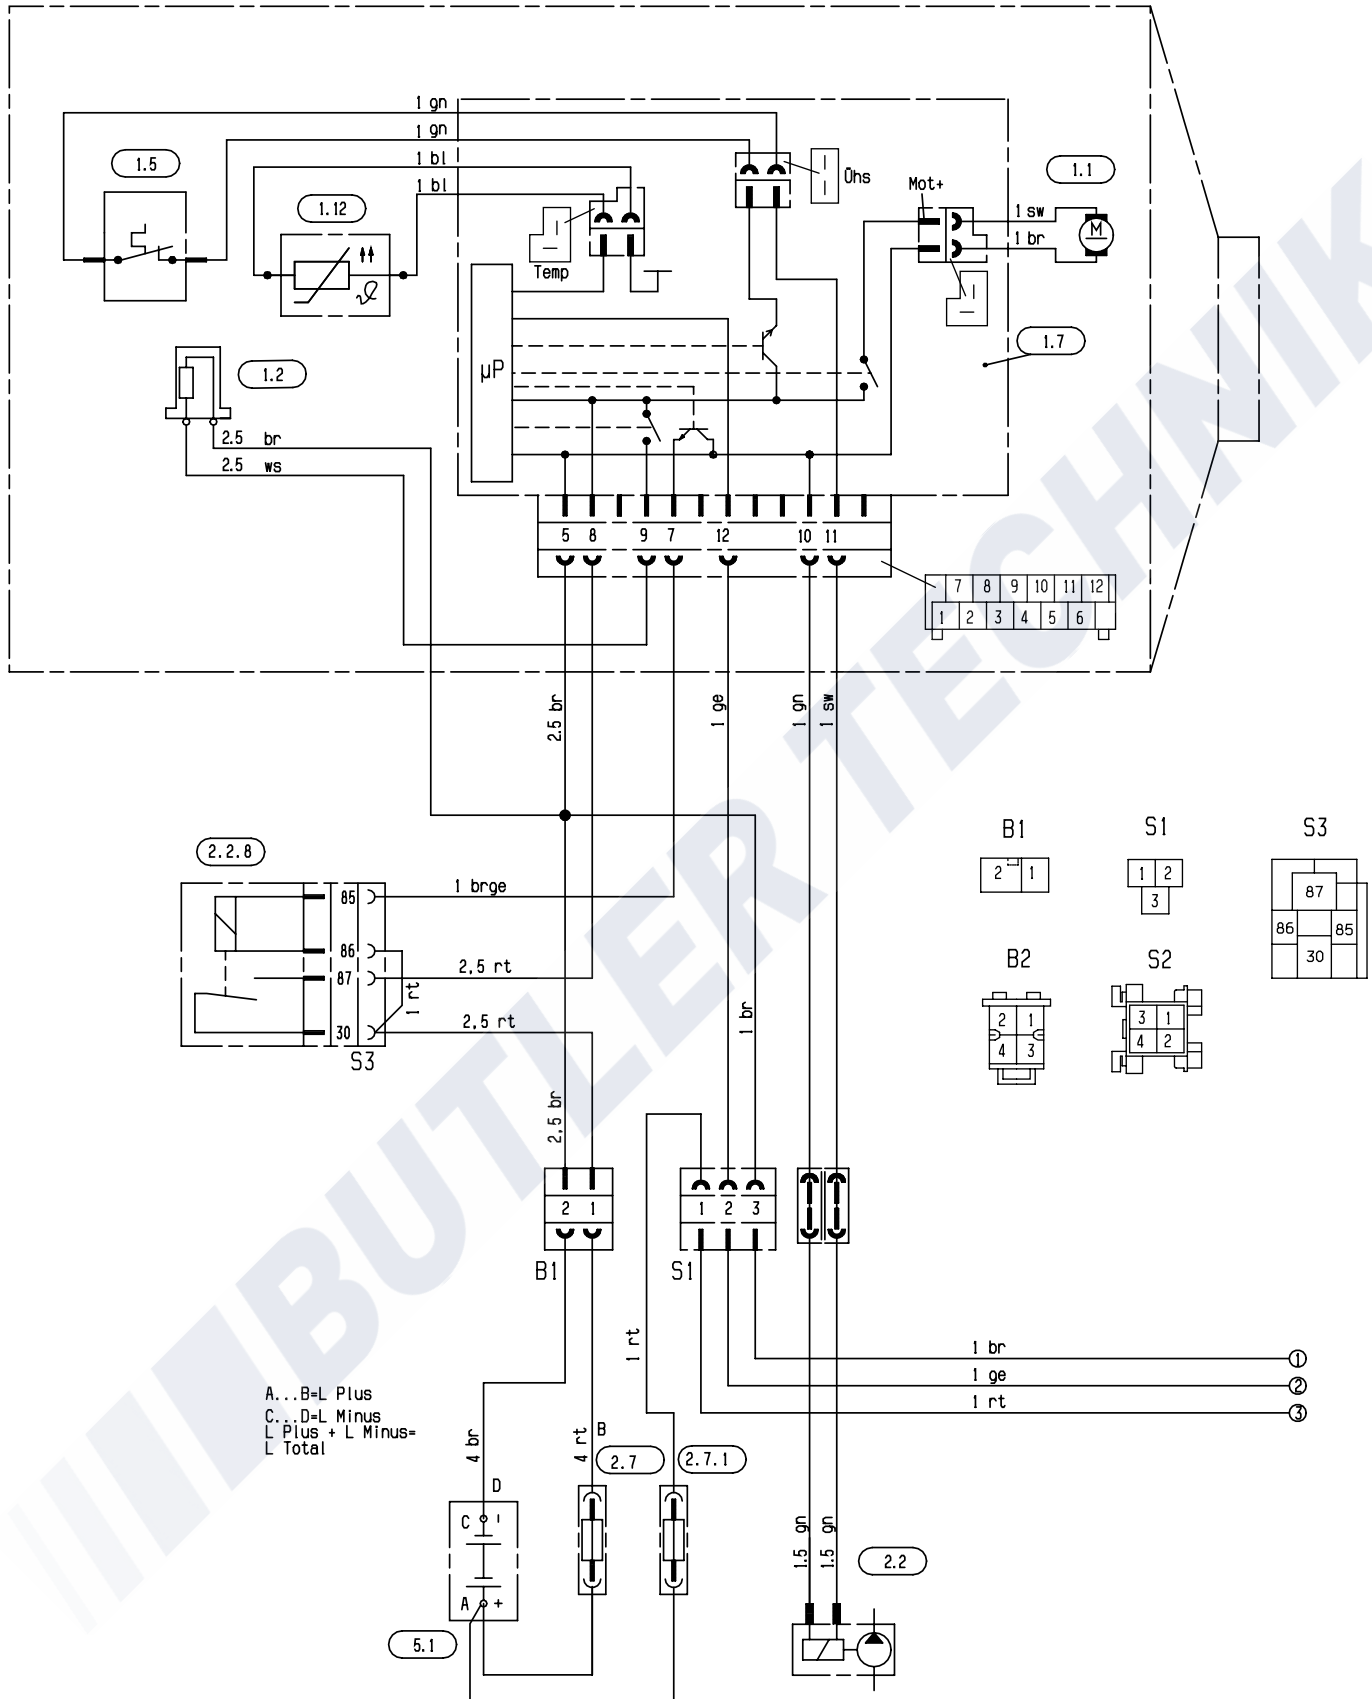 1 gn
1 gn
1 bl
1 bl
1.5
1.12
Ühs
Mot+
1.1
1 sw
1 br
M
Temp
1.2
µP
1.7
2.5 br
2.5 ws
5 8 9 7 12 10 11
7 8 9 10 11 12
1 2 3 4 5 6
2.5 br
1 ge
1 gn
1 sw
B1
S1
S3
2 1
1 2
3
87
86 85
30
B2
S2
2 1
4 3
3 1
4 2
2.2.8
85
86
87
30
S3
1 brge
2,5 rt
1 rt
2,5 rt
1 br
2,5 br
2 1
1 2 3
B1
S1
1 rt
1 br
1
1 ge
2
1 rt
3
A...B=L Plus
C...D=L Minus
L Plus + L Minus=
L Total
4 br
4 rt
B
2.7
2.7.1
D
C -
A +
5.1
1.5 gn
1.5 gn
2.2
BUTLER TECHNIK